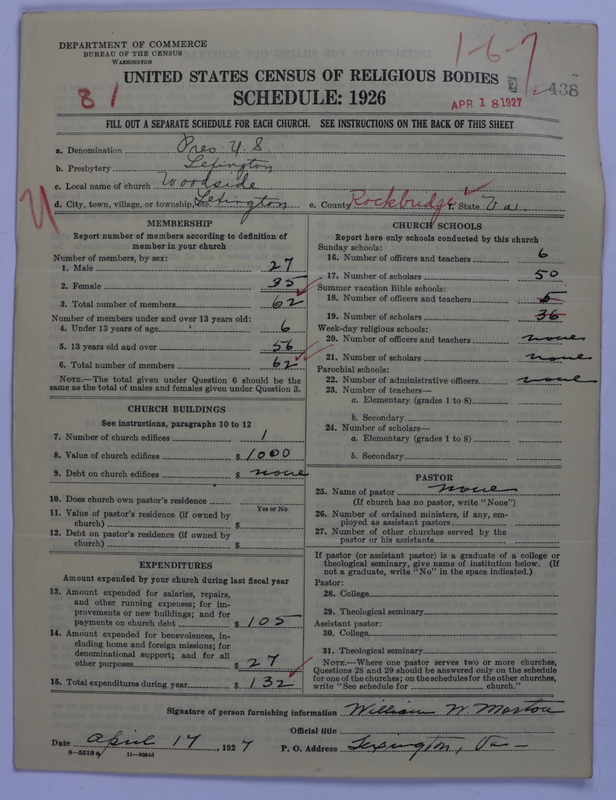 DEPARTMENT OF COMMERCE
BUREAU OF THE CENSUS
WASHINGTON
1-6-7
UNITED STATES CENSUS OF RELIGIOUS BODIES
81
SCHEDULE: 1926
438
APR 18 1927
FILL OUT A SEPARATE SCHEDULE FOR EACH CHURCH. SEE INSTRUCTIONS ON THE BACK OF THIS SHEET
a. Denomination Pres. U. S.
b. Presbytery Lexington
c. Local name of church Woodside
d. City, town, village, or township, etc. Lexington e. County Rockbridge f. State Va.
MEMBERSHIP
Report number of members according to definition of member in your church
Number of members, by sex:
1. Male 27
2. Female 35
3. Total number of members 62
Number of members under and over 13 years old:
4. Under 13 years of age 6
5. 13 years old and over 56
6. Total number of members 62
NOTE.—The total given under Question 6 should be the same as the total of males and females given under Question 3.
CHURCH BUILDINGS
See instructions, paragraphs 10 to 12
7. Number of church edifices 1
8. Value of church edifices $ 1000
9. Debt on church edifices $ none
10. Does church own pastor's residence
Yes or No
11. Value of pastor's residence (if owned by church) $
12. Debt on pastor's residence (if owned by church) $
EXPENDITURES
Amount expended by your church during last fiscal year
13. Amount expended for salaries, repairs, and other running expenses; for improvements or new buildings; and for payments on church debt $ 105
14. Amount expended for benevolences, including home and foreign missions; for denominational support; and for all other purposes $ 27
15. Total expenditures during year $ 132
CHURCH SCHOOLS
Report here only schools conducted by this church
Sunday schools:
16. Number of officers and teachers 6
17. Number of scholars 50
Summer vacation Bible schools:
18. Number of officers and teachers 5
19. Number of scholars 36
Week-day religious schools:
20. Number of officers and teachers none
21. Number of scholars none
Parochial schools:
22. Number of administrative officers none
23. Number of teachers—
a. Elementary (grades 1 to 8)
b. Secondary
24. Number of scholars—
a. Elementary (grades 1 to 8)
b. Secondary
PASTOR
25. Name of pastor none
(If church has no pastor, write "None")
26. Number of ordained ministers, if any, employed as assistant pastors
27. Number of other churches served by the pastor or his assistants
If pastor (or assistant pastor) is a graduate of a college or theological seminary, give name of institution below. (If not a graduate, write "No" in the space indicated.)
Pastor:
28. College
29. Theological seminary
Assistant pastor:
30. College
31. Theological seminary
NOTE.—Where one pastor serves two or more churches, Questions 28 and 29 should be answered only on the schedule for one of the churches; on the schedules for the other churches, write "See schedule for church."
Signature of person furnishing information William W. Morton
Official title
Date April 17, 1927 P. O. Address Lexington, Va—
8—5518a